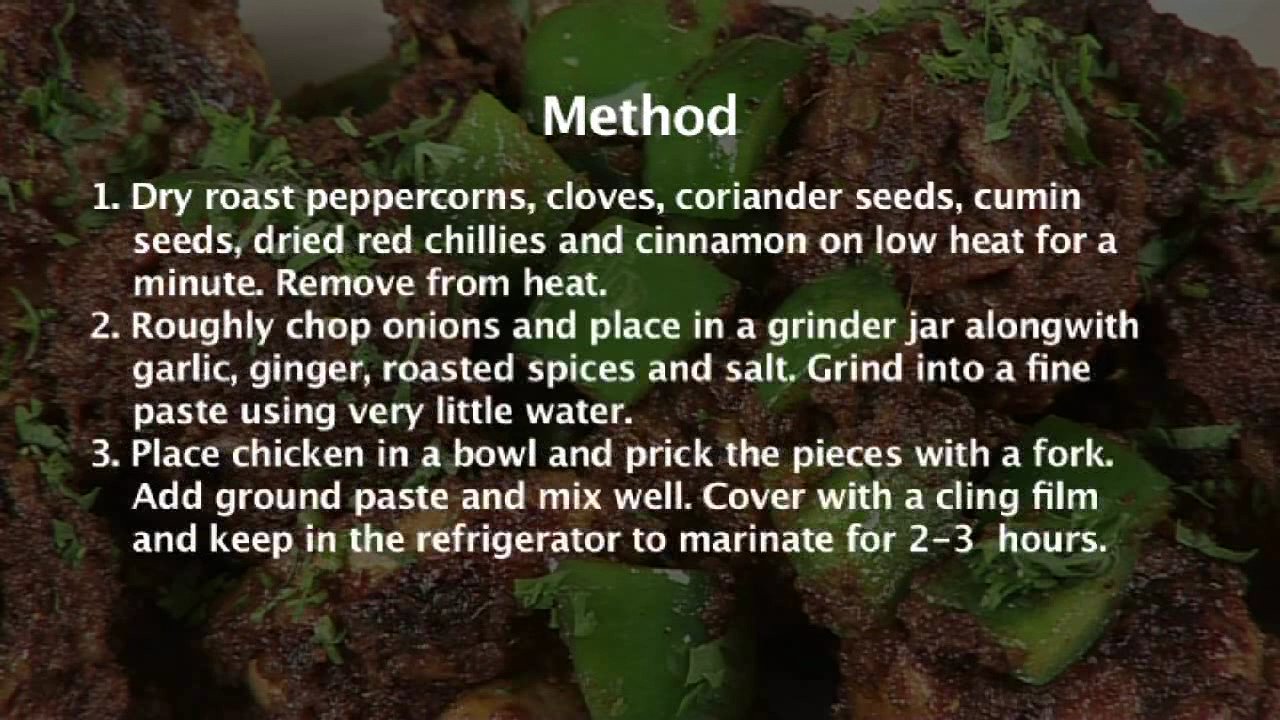 Method
1. Dry roast peppercorns, cloves, coriander seeds, cumin
seeds, dried red chillies and cinnamon on low heat for a
minute. Remove from heat.
2. Roughly chop onions and place in a grinder jar alongwith
garlic, ginger, roasted spices and salt. Grind into a fine
paste using very little water.
3. Place chicken in a bowl and prick the pieces with a fork.
Add ground paste and mix well. Cover with a cling film
and keep in the refrigerator to marinate for 2-3 hours.